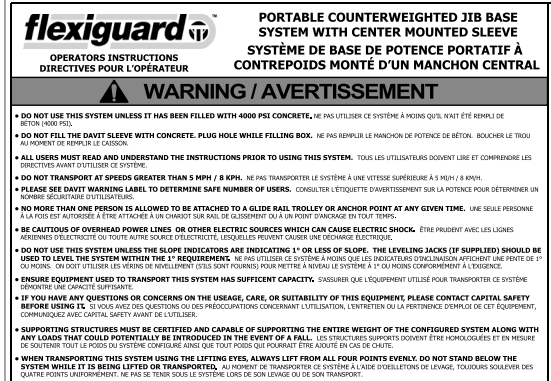 flexiguard
OPERATORS INSTRUCTIONS
DIRECTIVES POUR L'OPÉRATEUR
PORTABLE COUNTERWEIGHTED JIB BASE
SYSTEM WITH CENTER MOUNTED SLEEVE
SYSTÈME DE BASE DE POTENCE PORTATIF À
CONTREPOIDS MONTÉ D'UN MANCHON CENTRAL
WARNING / AVERTISSEMENT
• DO NOT USE THIS SYSTEM UNLESS IT HAS BEEN FILLED WITH 4000 PSI CONCRETE. NE PAS UTILISER CE SYSTÈME À MOINS QU'IL N'AIT ÉTÉ REMPLI DE
BÉTON (4000 PSI).
• DO NOT FILL THE DAVIT SLEEVE WITH CONCRETE. PLUG HOLE WHILE FILLING BOX. NE PAS REMPLIR LE MANCHON DE POTENCE DE BÉTON. BOUCHER LE TROU
AU MOMENT DE REMPLIR LE CAISSON.
• ALL USERS MUST READ AND UNDERSTAND THE INSTRUCTIONS PRIOR TO USING THIS SYSTEM. TOUS LES UTILISATEURS DOIVENT LIRE ET COMPRENDRE LES
DIRECTIVES AVANT D'UTILISER CE SYSTÈME.
• DO NOT TRANSPORT AT SPEEDS GREATER THAN 5 MPH / 8 KPH. NE PAS TRANSPORTER LE SYSTÈME À UNE VITESSE SUPÉRIEURE À 5 MI/H / 8 KM/H.
• PLEASE SEE DAVIT WARNING LABEL TO DETERMINE SAFE NUMBER OF USERS. CONSULTER L'ÉTIQUETTE D'AVERTISSEMENT SUR LA POTENCE POUR DÉTERMINER UN
NOMBRE SÉCURITAIRE D'UTILISATEURS.
• NO MORE THAN ONE PERSON IS ALLOWED TO BE ATTACHED TO A GLIDE RAIL TROLLEY OR ANCHOR POINT AT ANY GIVEN TIME. UNE SEULE PERSONNE
À LA FOIS EST AUTORISÉE À ÊTRE ATTACHÉE À UN CHARIOT SUR RAIL DE GLISSEMENT OU À UN POINT D'ANCRAGE EN TOUT TEMPS.
• BE CAUTIOUS OF OVERHEAD POWER LINES OR OTHER ELECTRIC SOURCES WHICH CAN CAUSE ELECTRIC SHOCK. ÊTRE PRUDENT AVEC LES LIGNES
AÉRIENNES D'ÉLECTRICITÉ OU TOUTE AUTRE SOURCE D'ÉLECTRICITÉ, LESQUELLES PEUVENT CAUSER UNE DÉCHARGE ÉLECTRIQUE.
• DO NOT USE THIS SYSTEM UNLESS THE SLOPE INDICATORS ARE INDICATING 1° OR LESS OF SLOPE. THE LEVELING JACKS (IF SUPPLIED) SHOULD BE
USED TO LEVEL THE SYSTEM WITHIN THE 1° REQUIREMENT. NE PAS UTILISER CE SYSTÈME À MOINS QUE LES INDICATEURS D'INCLINAISON AFFICHENT UNE PENTE DE 1°
OU MOINS. ON DOIT UTILISER LES VÉRINS DE NIVELLEMENT (S'ILS SONT FOURNIS) POUR METTRE À NIVEAU LE SYSTÈME À 1° OU MOINS CONFORMÉMENT À L'EXIGENCE.
• ENSURE EQUIPMENT USED TO TRANSPORT THIS SYSTEM HAS SUFFICENT CAPACITY. S'ASSURER QUE L'ÉQUIPEMENT UTILISÉ POUR TRANSPORTER CE SYSTÈME
DÉMONTRE UNE CAPACITÉ SUFFISANTE.
• IF YOU HAVE ANY QUESTIONS OR CONCERNS ON THE USEAGE, CARE, OR SUITABILITY OF THIS EQUIPMENT, PLEASE CONTACT CAPITAL SAFETY
BEFORE USING IT. SI VOUS AVEZ DES QUESTIONS OU DES PRÉOCCUPATIONS CONCERNANT L'UTILISATION, L'ENTRETIEN OU LA PERTINENCE D'EMPLOI DE CET ÉQUIPEMENT,
COMMUNIQUEZ AVEC CAPITAL SAFETY AVANT DE L'UTILISER.
• SUPPORTING STRUCTURES MUST BE CERTIFIED AND CAPABLE OF SUPPORTING THE ENTIRE WEIGHT OF THE CONFIGURED SYSTEM ALONG WITH
ANY LOADS THAT COULD POTENTIALLY BE INTRODUCED IN THE EVENT OF A FALL. LES STRUCTURES SUPPORTS DOIVENT ÊTRE HOMOLOGUÉES ET EN MESURE
DE SOUTENIR TOUT LE POIDS DU SYSTÈME CONFIGURÉ AINSI QUE TOUT POIDS QUI POURRAIT ÊTRE AJOUTÉ EN CAS DE CHUTE.
• WHEN TRANSPORTING THIS SYSTEM USING THE LIFTING EYES, ALWAYS LIFT FROM ALL FOUR POINTS EVENLY. DO NOT STAND BELOW THE
SYSTEM WHILE IT IS BEING LIFTED OR TRANSPORTED. AU MOMENT DE TRANSPORTER CE SYSTÈME À L'AIDE D'OEILLETONS DE LEVAGE, TOUJOURS SOULEVER DES
QUATRE POINTS UNIFORMÉMENT. NE PAS SE TENIR SOUS LE SYSTÈME LORS DE SON LEVAGE OU DE SON TRANSPORT.